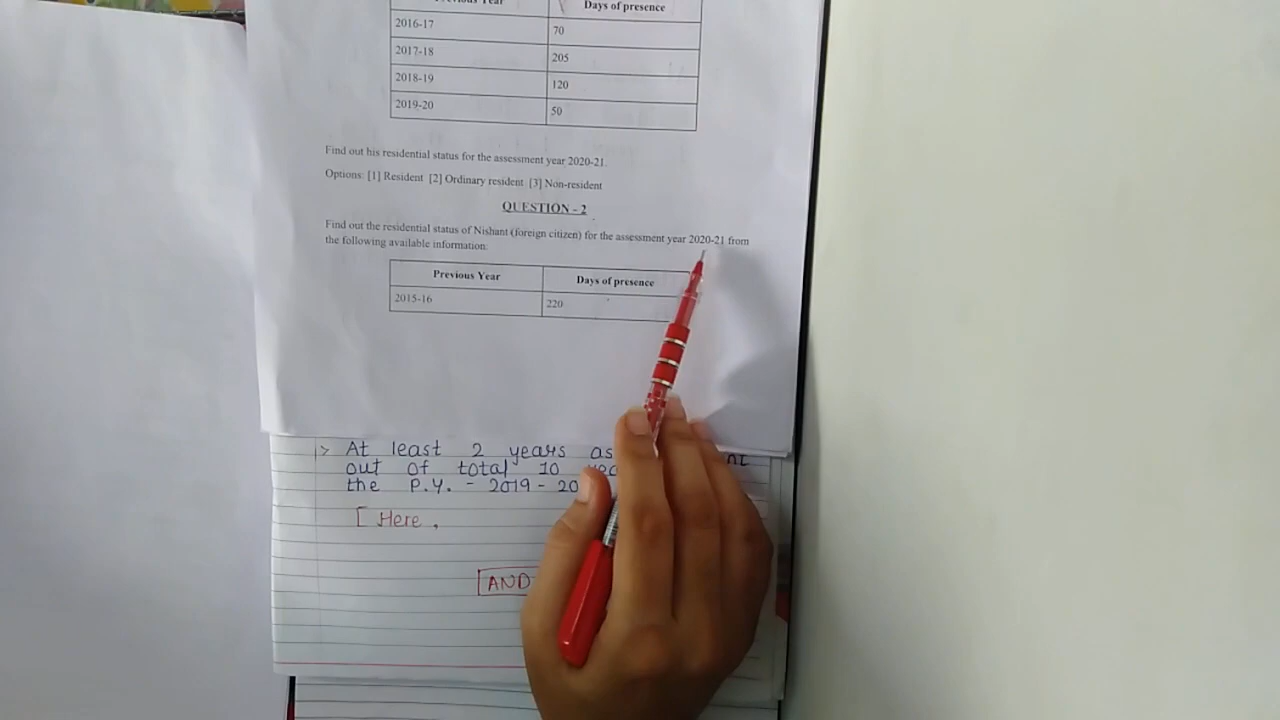 Days of presence
2016-17 70
2017-18 205
2018-19 120
2019-20 50
Find out his residential status for the assessment year 2020-21.
Options: [1] Resident [2] Ordinary resident [3] Non-resident
QUESTION - 2
Find out the residential status of Nishant (foreign citizen) for the assessment year 2020-21 from
the following available information:
Previous Year Days of presence
2015-16 220
> At least 2 years as
out of total 10
the P.Y. - 2019 - 20
[ Here ,
AND